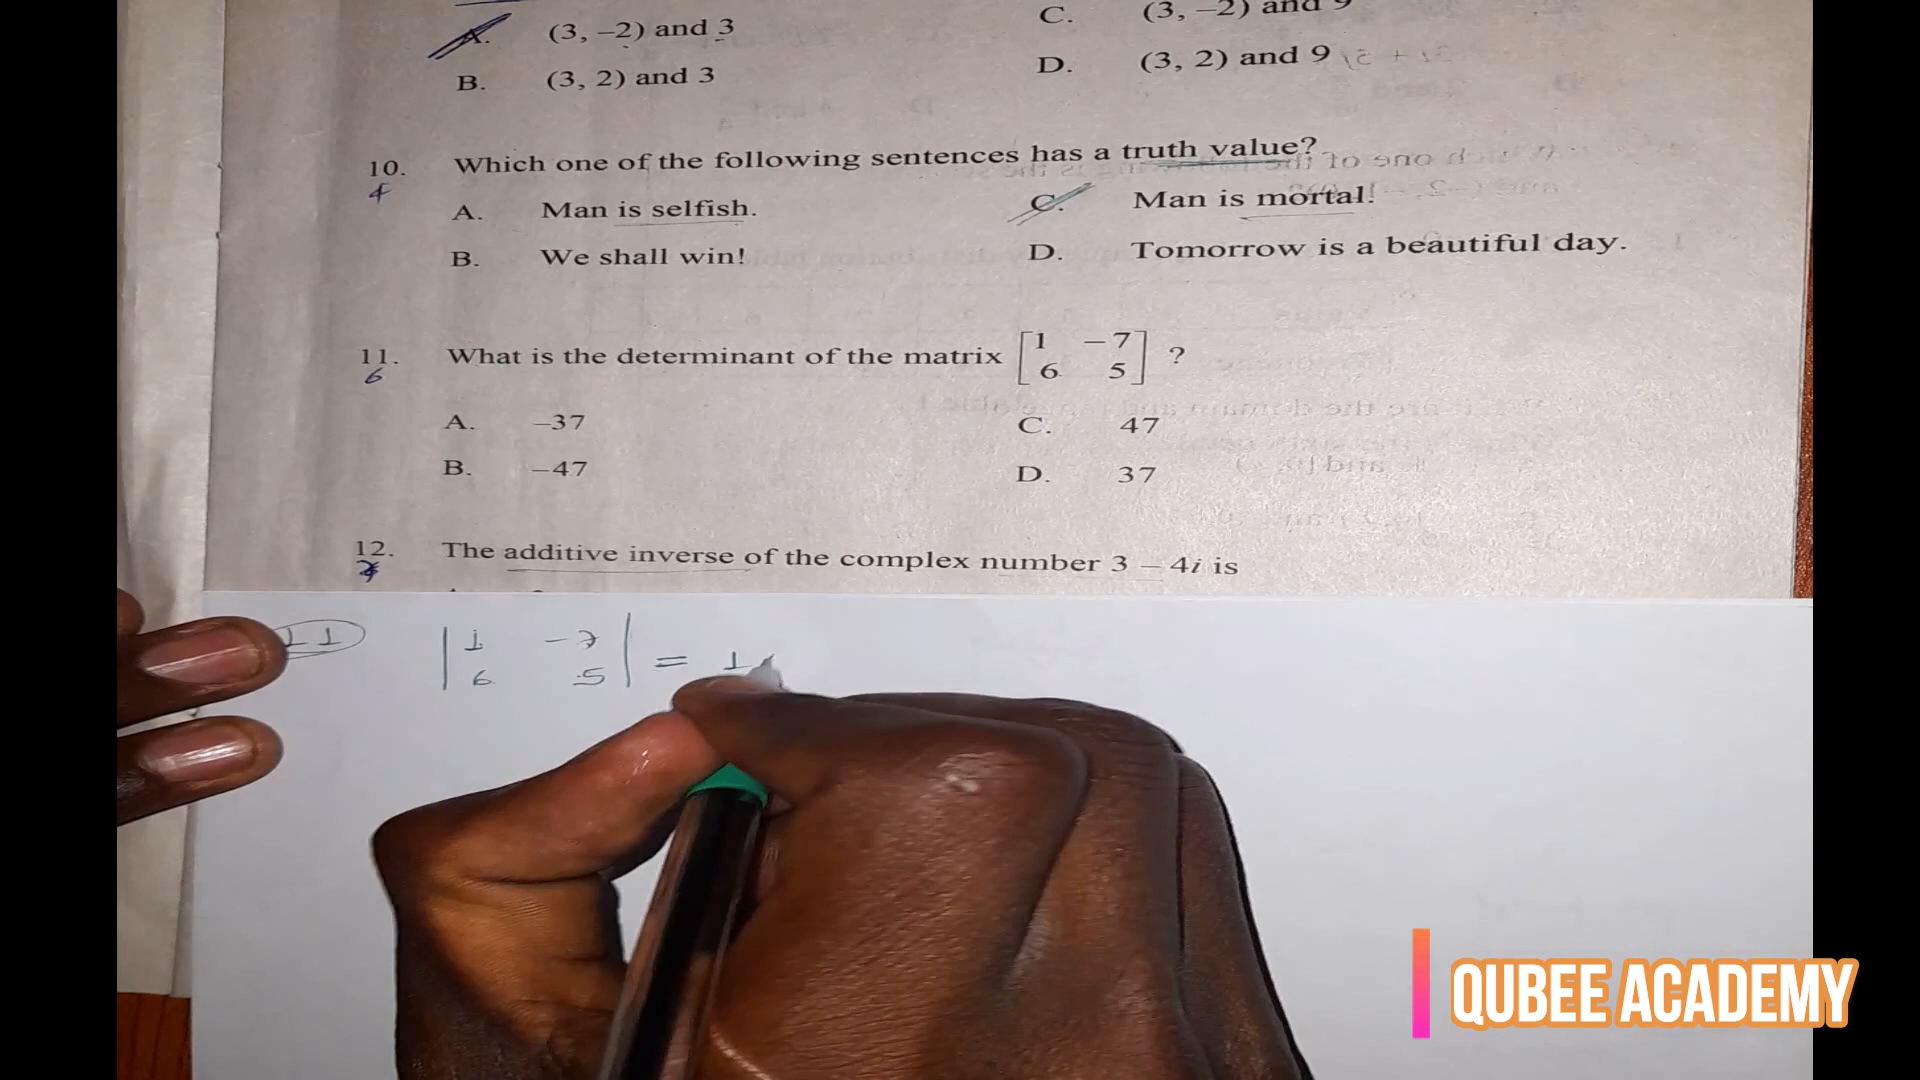 A. (3, –2) and 3
C. (3, –2) and 9
B. (3, 2) and 3
D. (3, 2) and 9
10. Which one of the following sentences has a truth value?
4
A. Man is selfish.
C. Man is mortal!
B. We shall win!
D. Tomorrow is a beautiful day.
11. What is the determinant of the matrix [1 –7
6 5] ?
6
A. –37
C. 47
B. –47
D. 37
12. The additive inverse of the complex number 3 – 4i is
11 |1 –7
6 5| = 1
QUBEE ACADEMY